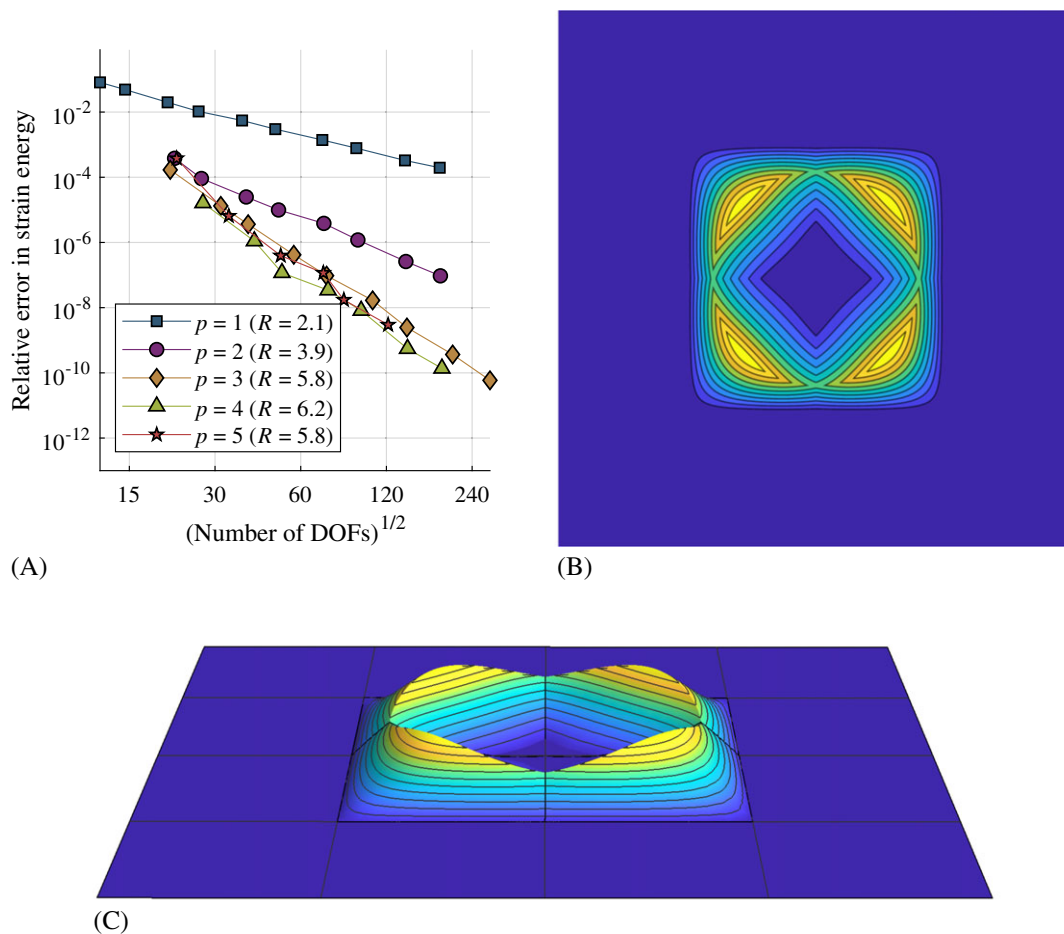 Relative error in strain energy
10^-2
10^-4
10^-6
10^-8
10^-10
10^-12
p = 1 (R = 2.1)
p = 2 (R = 3.9)
p = 3 (R = 5.8)
p = 4 (R = 6.2)
p = 5 (R = 5.8)
15 30 60 120 240
(Number of DOFs)^1/2
(A)
(B)
(C)